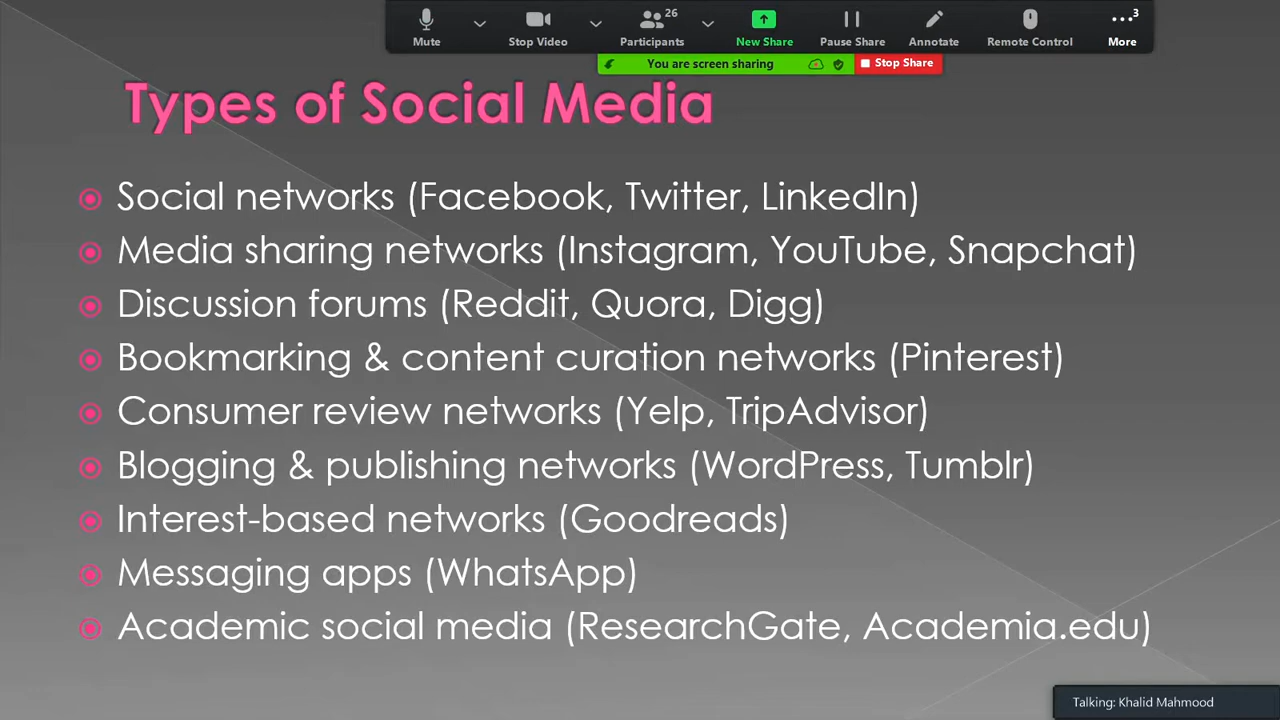 26
3
Mute
Stop Video
Participants
New Share
Pause Share
Annotate
Remote Control
More
You are screen sharing
Stop Share
Types of Social Media
Social networks (Facebook, Twitter, LinkedIn)
Media sharing networks (Instagram, YouTube, Snapchat)
Discussion forums (Reddit, Quora, Digg)
Bookmarking & content curation networks (Pinterest)
Consumer review networks (Yelp, TripAdvisor)
Blogging & publishing networks (WordPress, Tumblr)
Interest-based networks (Goodreads)
Messaging apps (WhatsApp)
Academic social media (ResearchGate, Academia.edu)
Talking: Khalid Mahmood